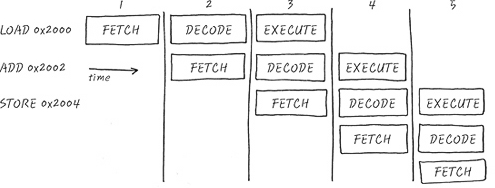 1 2 3 4 5
LOAD 0x2000 FETCH DECODE EXECUTE
ADD 0x2002 time FETCH DECODE EXECUTE
STORE 0x2004 FETCH DECODE EXECUTE
FETCH DECODE
FETCH